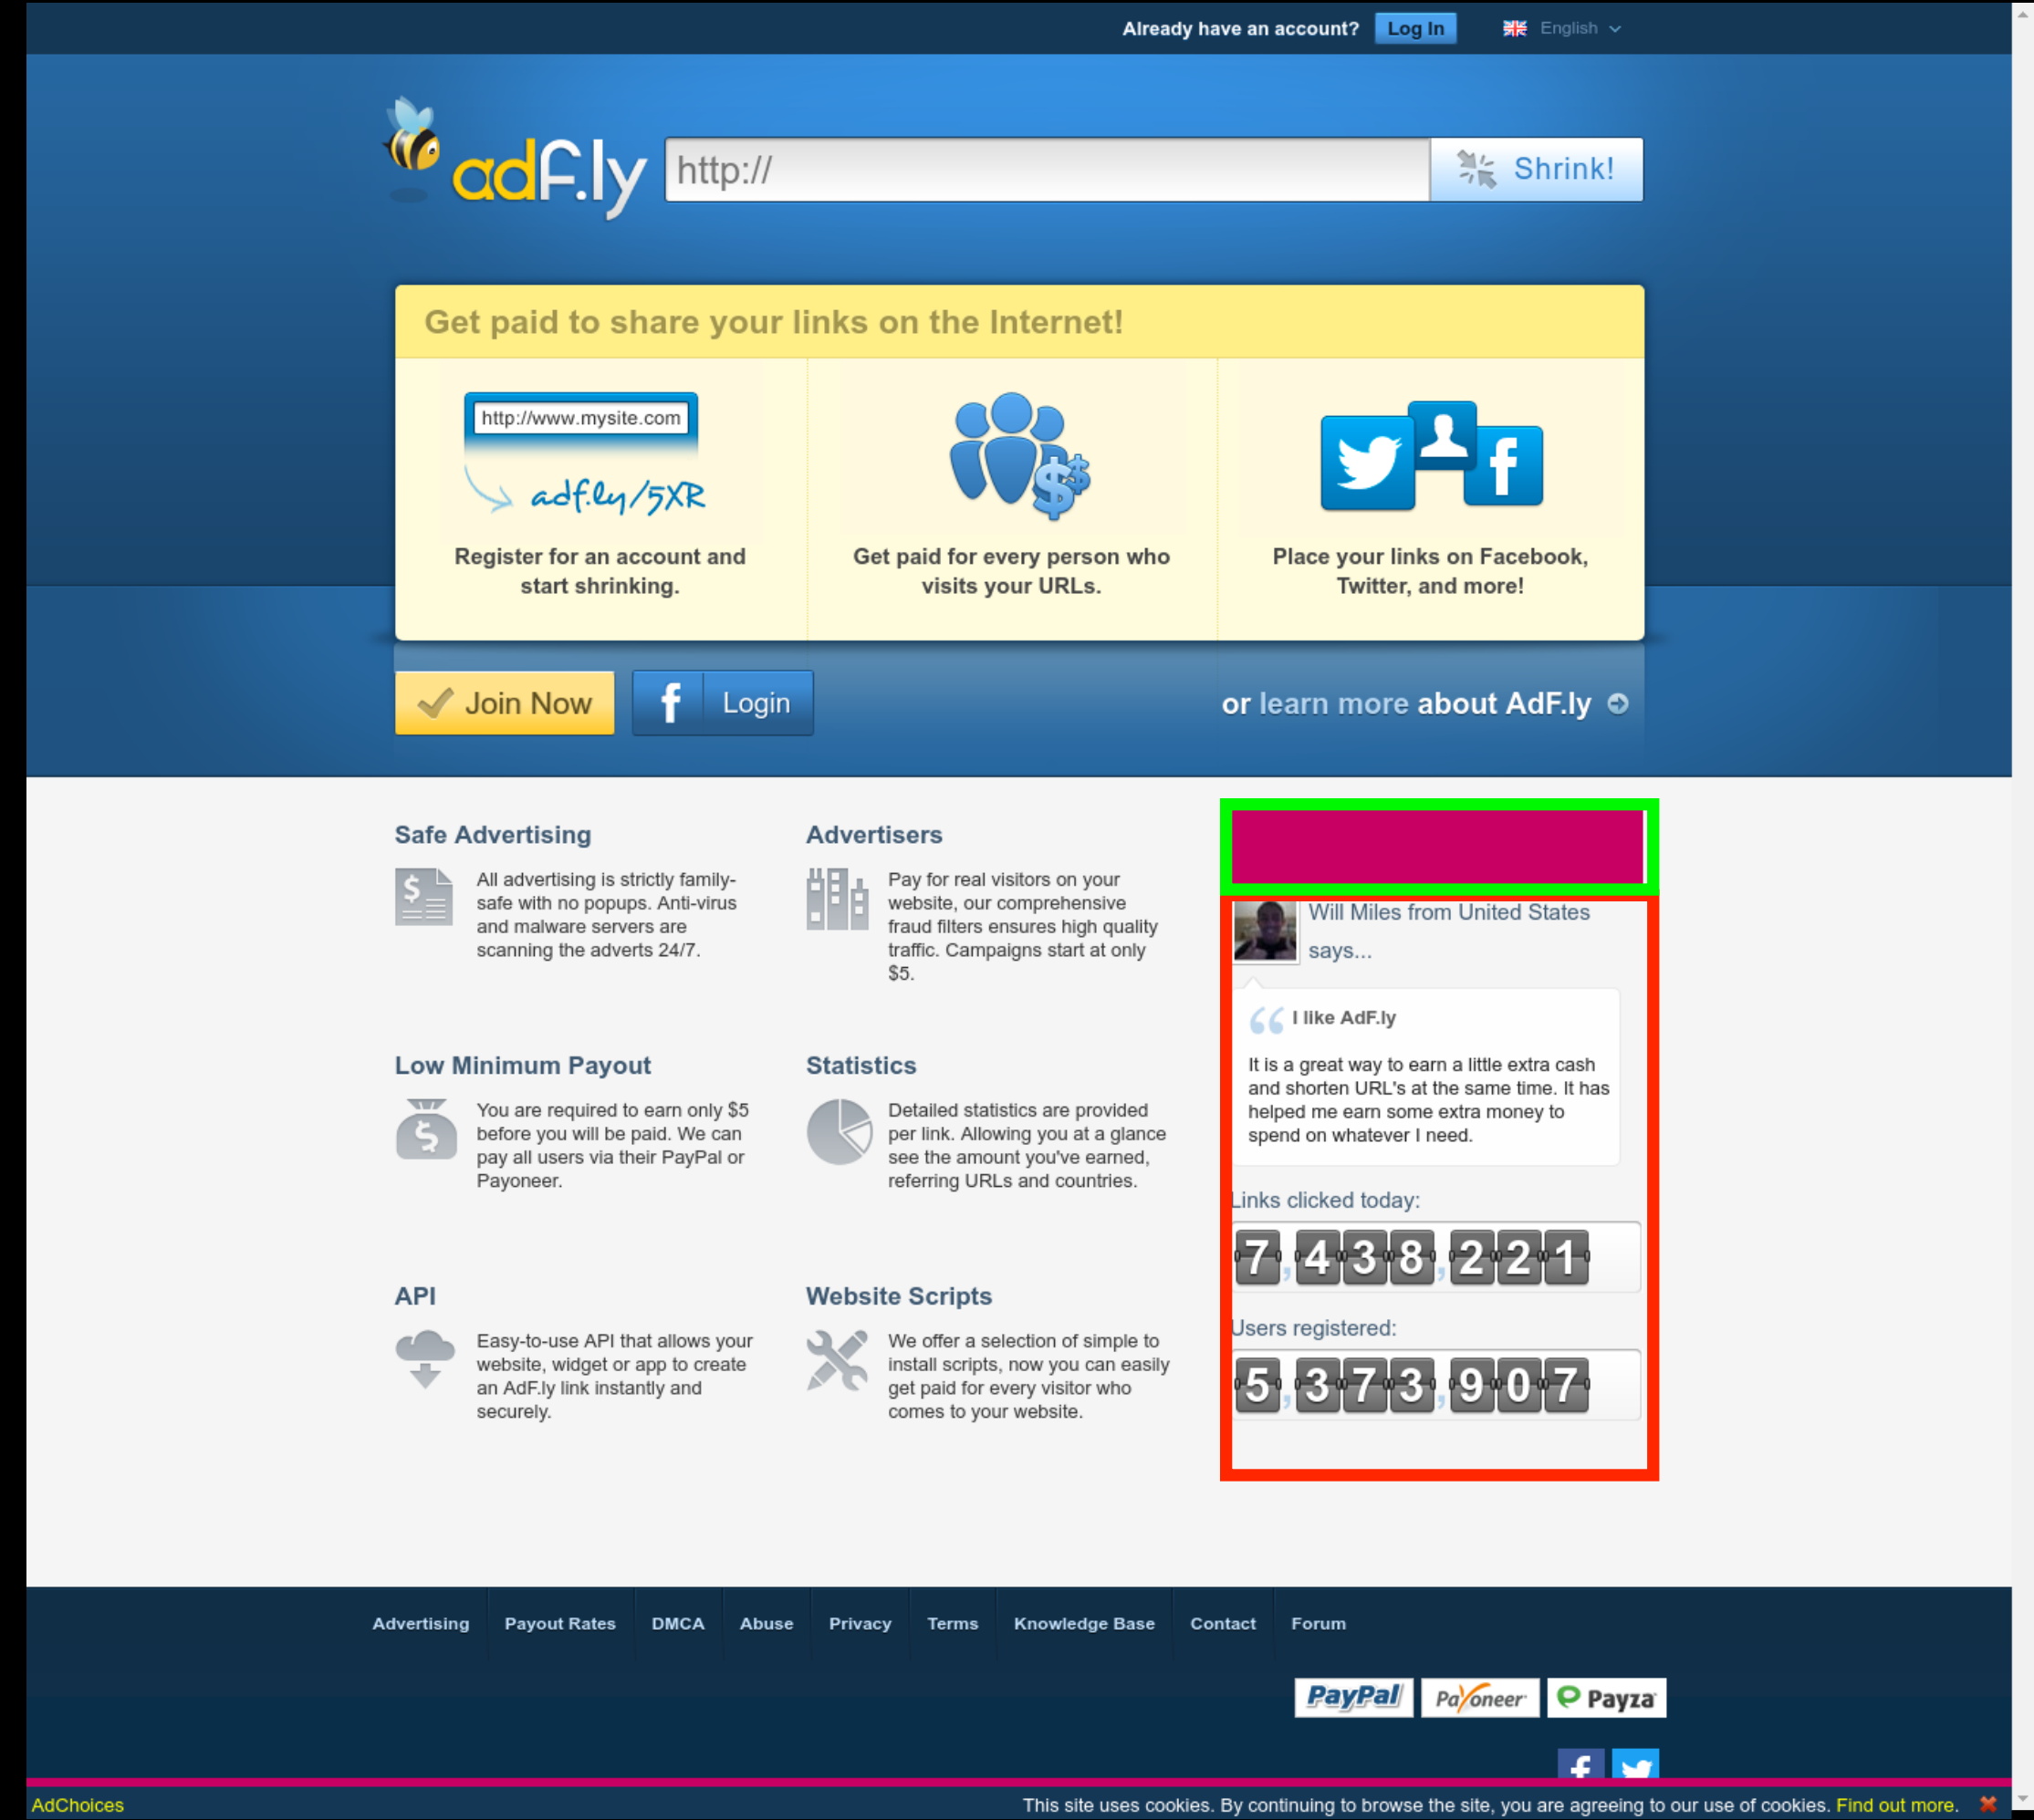 Already have an account? Log In English
adf.ly http:// Shrink!
Get paid to share your links on the Internet!
http://www.mysite.com
adf.ly/5XR
Register for an account and
start shrinking.
Get paid for every person who
visits your URLs.
Place your links on Facebook,
Twitter, and more!
Join Now
Login
or learn more about AdF.ly
Safe Advertising
All advertising is strictly family-
safe with no popups. Anti-virus
and malware servers are
scanning the adverts 24/7.
Advertisers
Pay for real visitors on your
website, our comprehensive
fraud filters ensures high quality
traffic. Campaigns start at only
$5.
Low Minimum Payout
You are required to earn only $5
before you will be paid. We can
pay all users via their PayPal or
Payoneer.
Statistics
Detailed statistics are provided
per link. Allowing you at a glance
see the amount you've earned,
referring URLs and countries.
API
Easy-to-use API that allows your
website, widget or app to create
an AdF.ly link instantly and
securely.
Website Scripts
We offer a selection of simple to
install scripts, now you can easily
get paid for every visitor who
comes to your website.
Will Miles from United States
says...
I like AdF.ly
It is a great way to earn a little extra cash
and shorten URL's at the same time. It has
helped me earn some extra money to
spend on whatever I need.
Links clicked today:
7,438,221
Users registered:
5,373,907
Advertising Payout Rates DMCA Abuse Privacy Terms Knowledge Base Contact Forum
PayPal Payoneer Payza
AdChoices
This site uses cookies. By continuing to browse the site, you are agreeing to our use of cookies. Find out more.